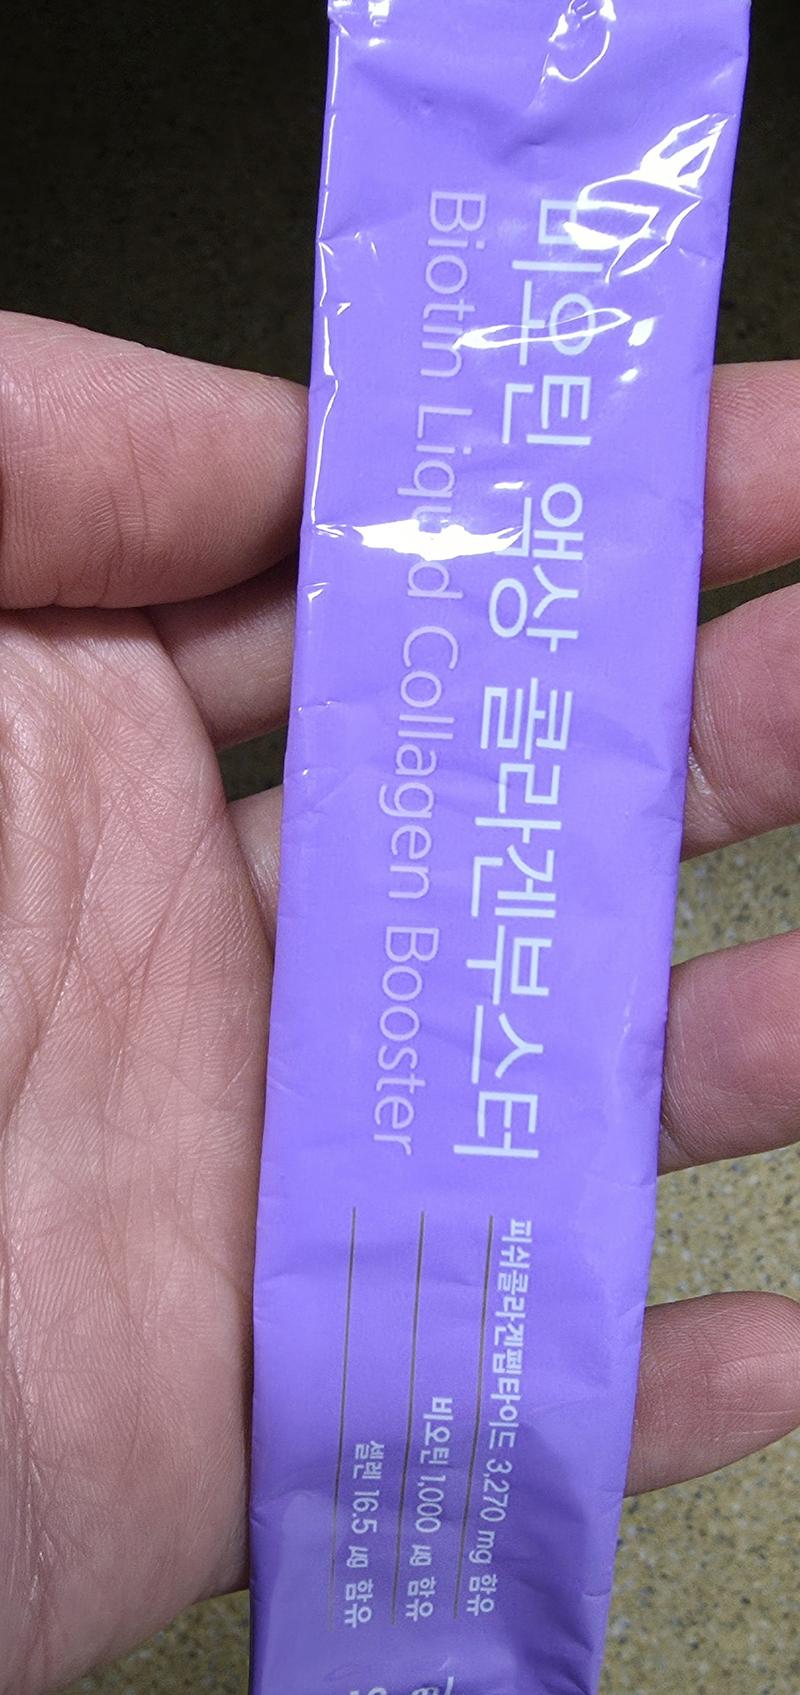 비오틴 액상 콜라겐부스터
Biotin Liquid Collagen Booster
피쉬콜라겐펩타이드 3,270 mg 함유
비오틴 1,000 ㎍ 함유
셀렌 16.5 ㎍ 함유